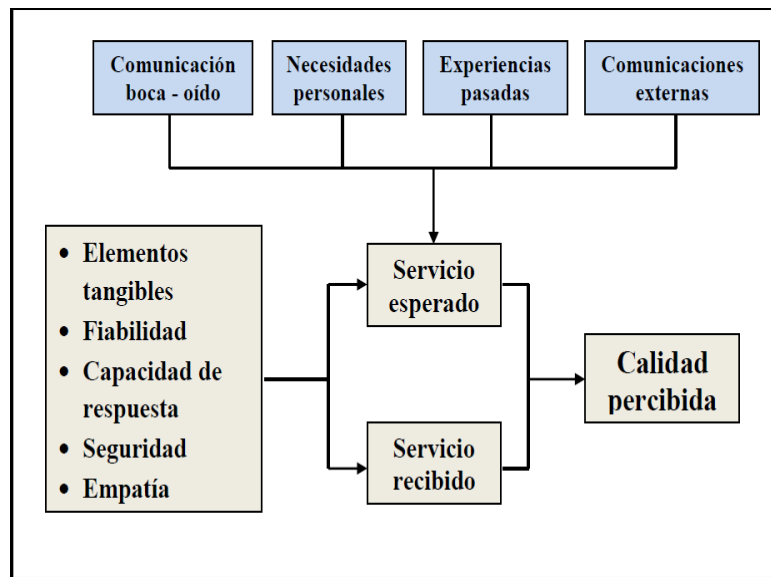 Comunicación
boca - oído
Necesidades
personales
Experiencias
pasadas
Comunicaciones
externas
• Elementos
tangibles
• Fiabilidad
• Capacidad de
respuesta
• Seguridad
• Empatía
Servicio
esperado
Servicio
recibido
Calidad
percibida